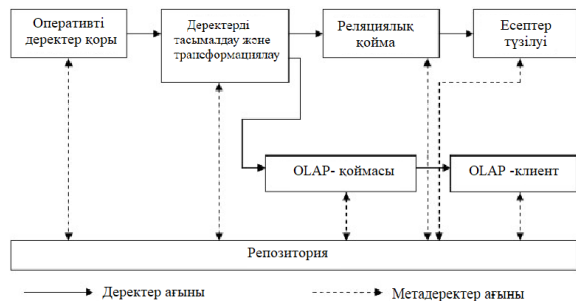 Оперативті
деректер қоры
Деректерді
тасымалдау және
трансформациялау
Реляциялық
қойма
Есептер
түзілуі
OLAP- қоймасы
OLAP -клиент
Репозитория
Деректер ағыны
Метадеректер ағыны